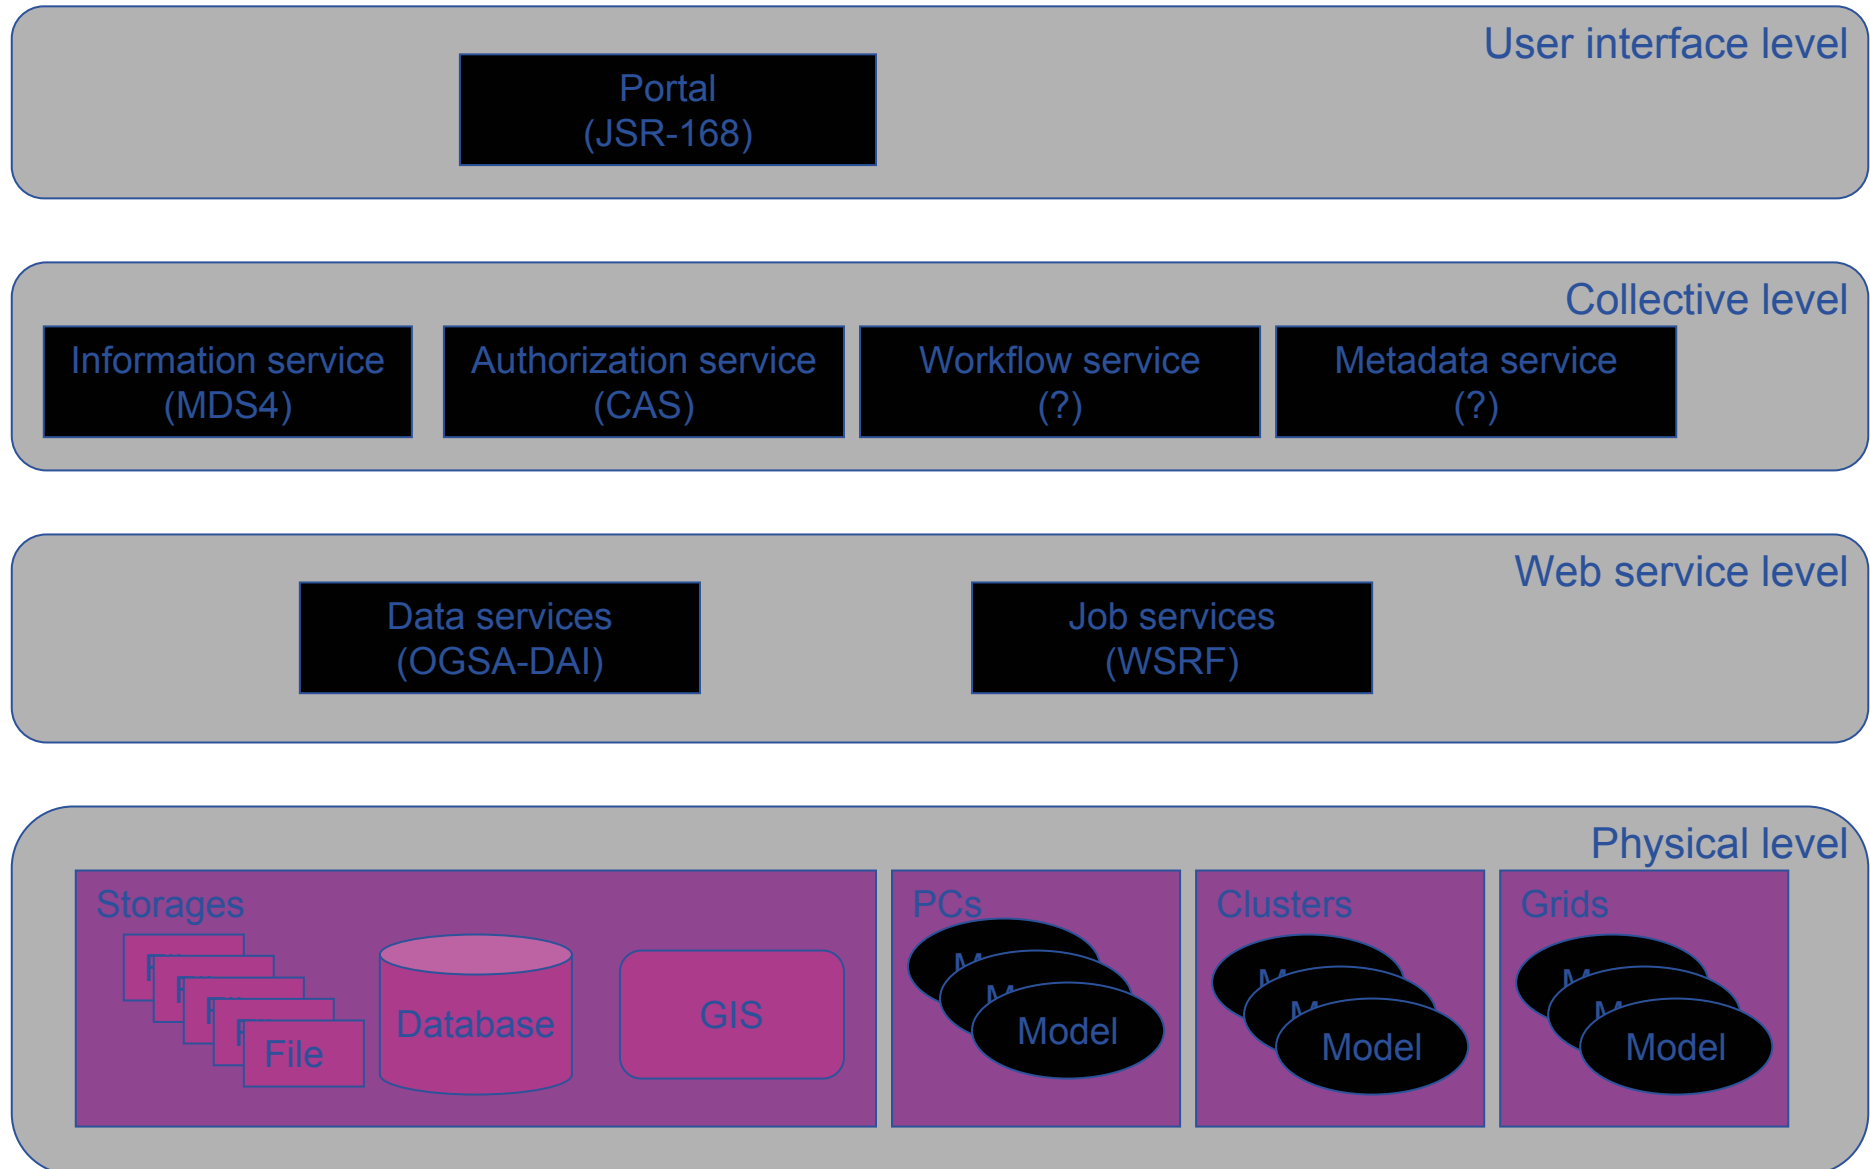 User interface level
Portal
(JSR-168)
Collective level
Information service
(MDS4)
Authorization service
(CAS)
Workflow service
(?)
Metadata service
(?)
Web service level
Data services
(OGSA-DAI)
Job services
(WSRF)
Physical level
Storages
File
Database
GIS
PCs
Model
Clusters
Model
Grids
Model